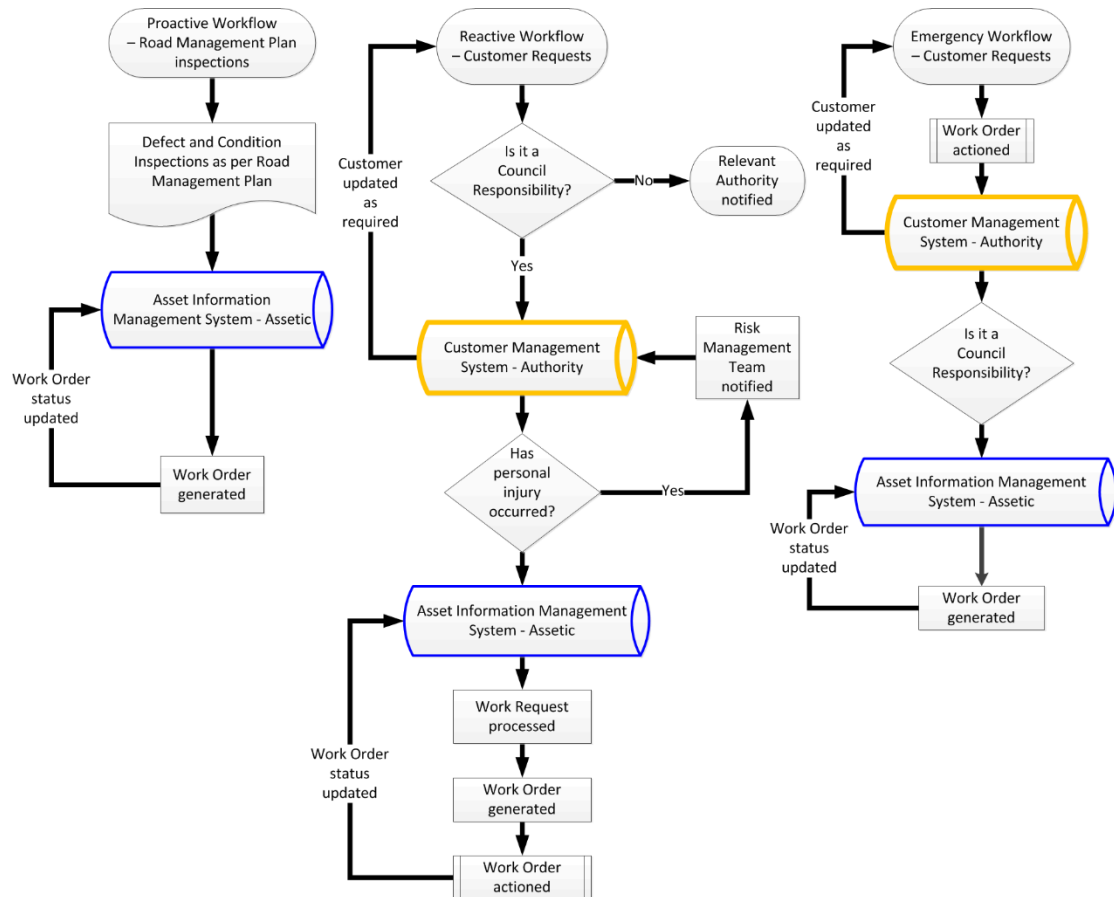 Proactive Workflow
– Road Management Plan
inspections
Defect and Condition
Inspections as per Road
Management Plan
Asset Information
Management System - Assetic
Work Order
status
updated
Work Order
generated
Reactive Workflow
– Customer Requests
Customer
updated
as
required
Is it a
Council
Responsibility?
No
Relevant
Authority
notified
Yes
Customer Management
System - Authority
Risk
Management
Team
notified
Has
personal
injury
occurred?
Yes
Asset Information Management
System - Assetic
Work Request
processed
Work Order
status
updated
Work Order
generated
Work Order
actioned
Emergency Workflow
– Customer Requests
Customer
updated
as
required
Work Order
actioned
Customer Management
System - Authority
Is it a
Council
Responsibility?
Asset Information Management
System - Assetic
Work Order
status
updated
Work Order
generated